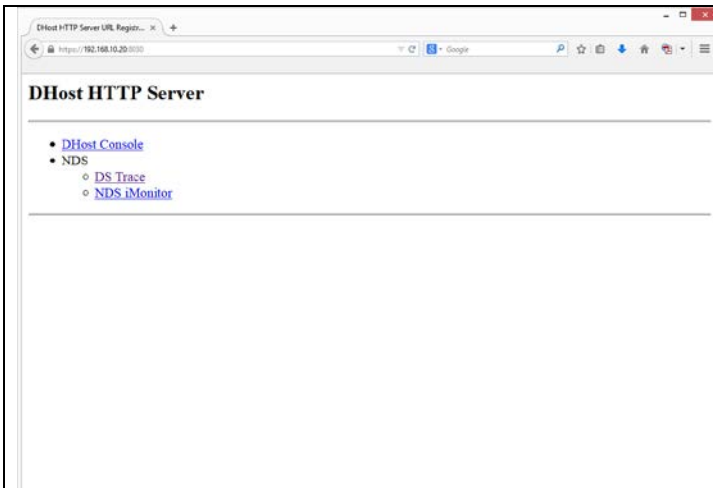 DHost HTTP Server URL Registr... × +
https://192.168.10.20:8030
Google
DHost HTTP Server
DHost Console
NDS
DS Trace
NDS iMonitor